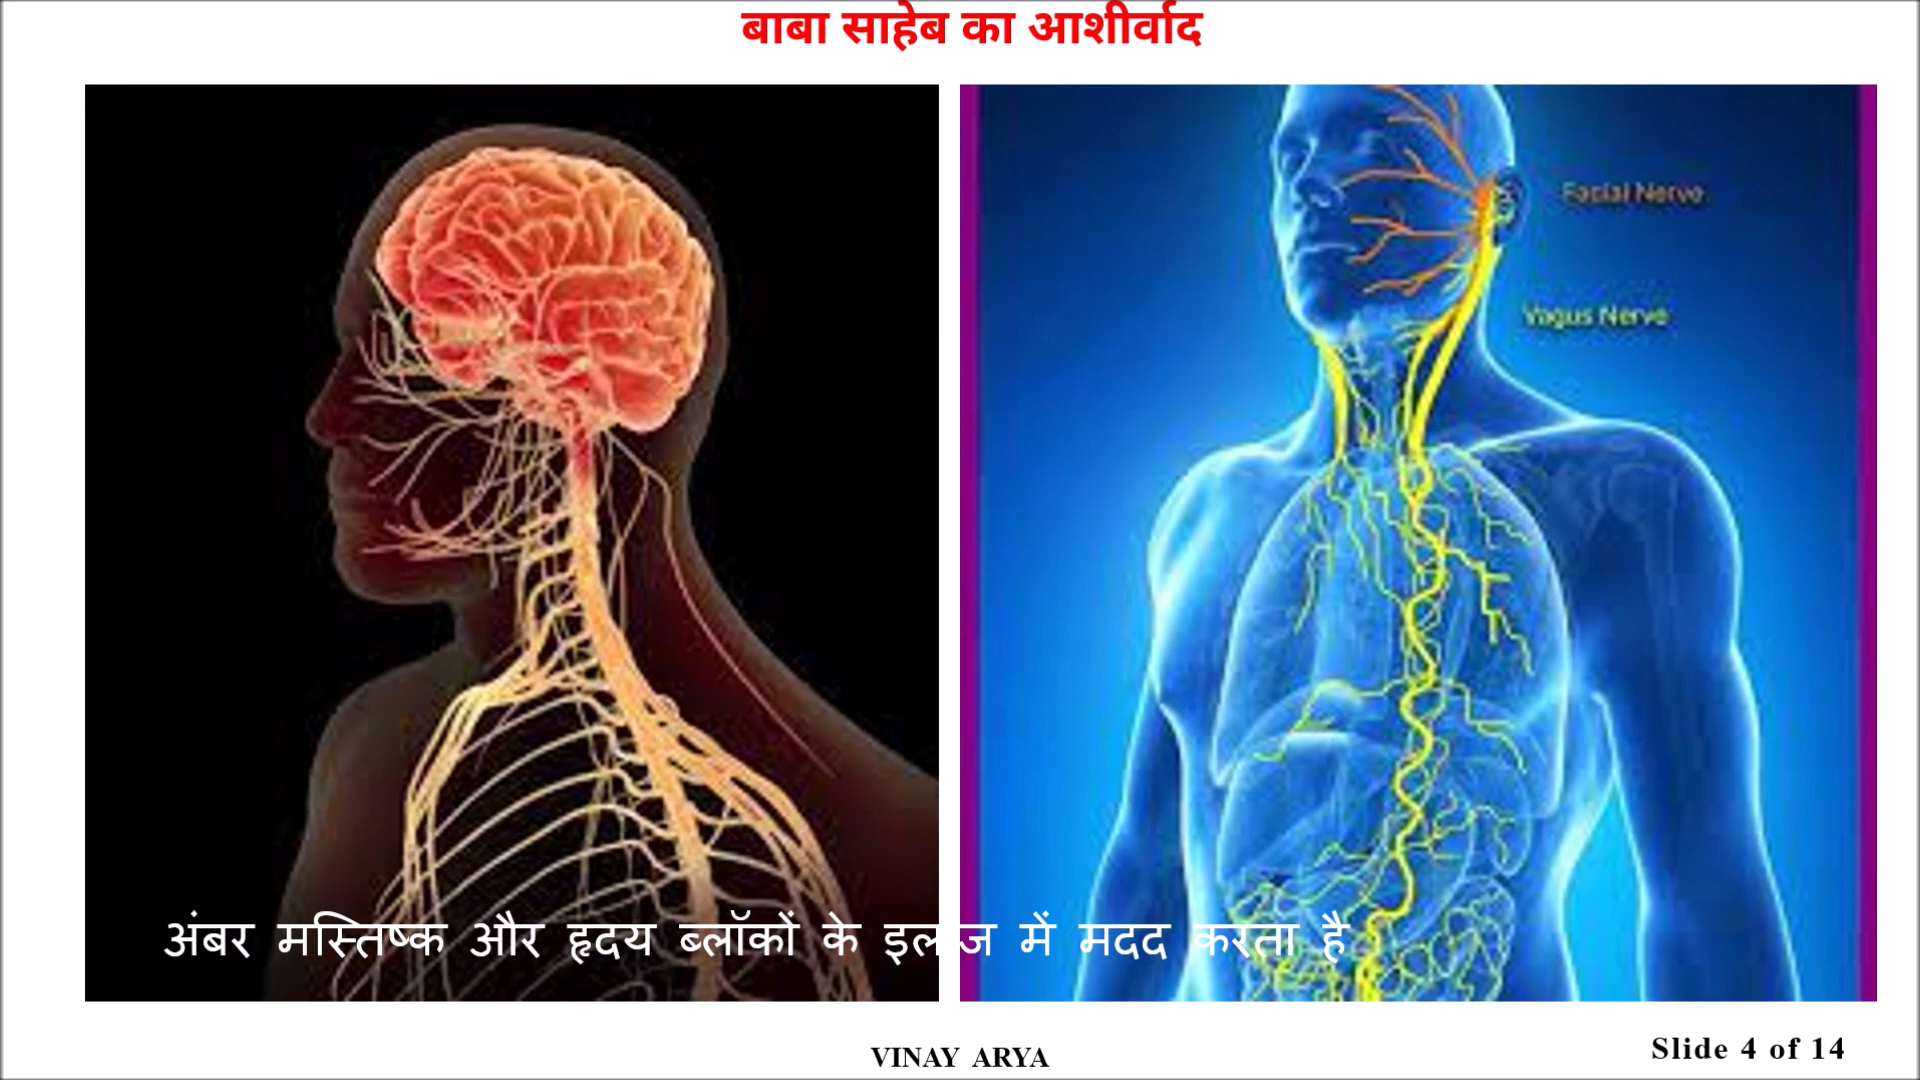 बाबा साहेब का आशीर्वाद
Facial Nerve
Vagus Nerve
अंबर मस्तिष्क और हृदय ब्लॉकों के इलाज में मदद करता है
VINAY ARYA
Slide 4 of 14